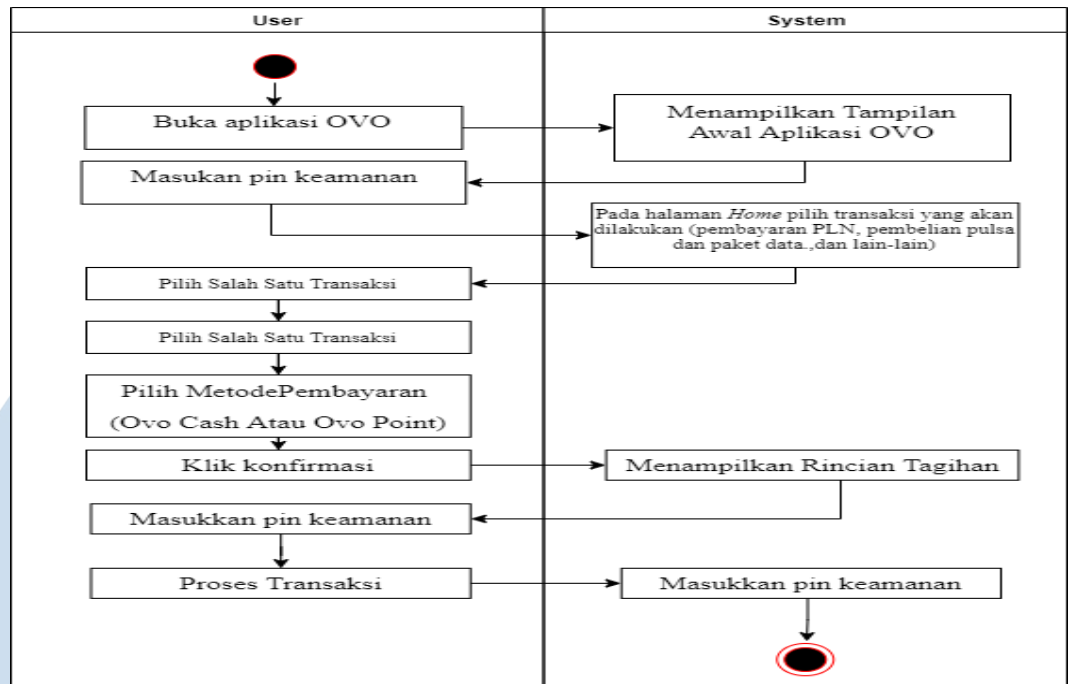 User
System
Buka aplikasi OVO
Menampilkan Tampilan
Awal Aplikasi OVO
Masukan pin keamanan
Pada halaman Home pilih transaksi yang akan
dilakukan (pembayaran PLN, pembelian pulsa
dan paket data.,dan lain-lain)
Pilih Salah Satu Transaksi
Pilih Salah Satu Transaksi
Pilih MetodePembayaran
(Ovo Cash Atau Ovo Point)
Klik konfirmasi
Menampilkan Rincian Tagihan
Masukkan pin keamanan
Proses Transaksi
Masukkan pin keamanan